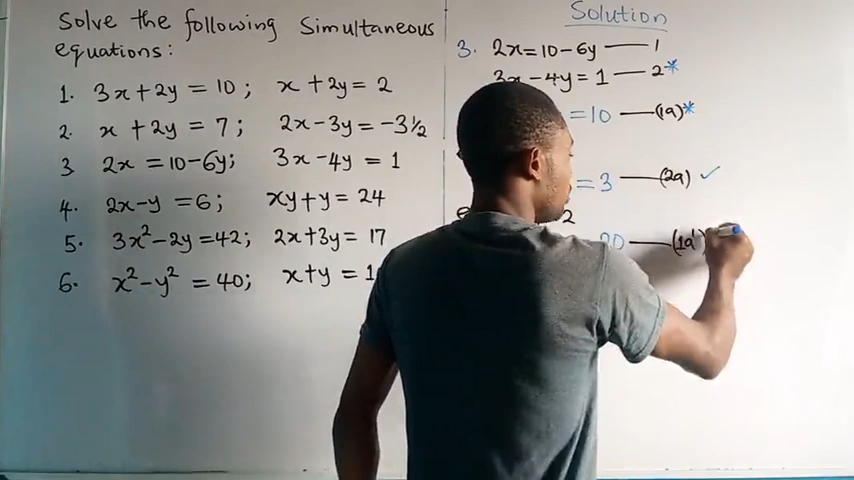 Solve the following Simultaneous
equations:
1. 3x+2y = 10 ; x + 2y = 2
2. x + 2y = 7 ; 2x-3y = -3½
3 2x = 10-6y; 3x-4y = 1
4. 2x-y = 6; xy+y = 24
5. 3x²-2y = 42; 2x+3y = 17
6. x²-y² = 40; x+y = 1
Solution
3. 2x = 10-6y — 1
3x - 4y = 1 — 2*
= 10 — (1a)*
= 3 — (2a) ✓
2
20 — (1a'